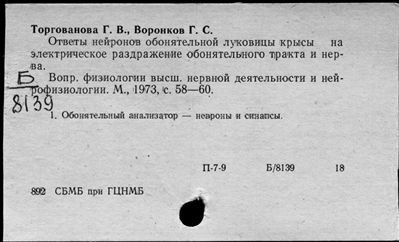 Торгованова Г. В., Воронков Г. С.
Ответы нейронов обонятельной луковицы крысы на
электрическое раздражение обонятельного тракта и нер-
ва.
Б
8139
Вопр. физиологии высш. нервной деятельности и ней-
рофизиологии. М., 1973, с. 58—60.
1. Обонятельный анализатор — невроны и синапсы.
П-7-9 Б/8139 18
892 СБМБ при ГЦНМБ